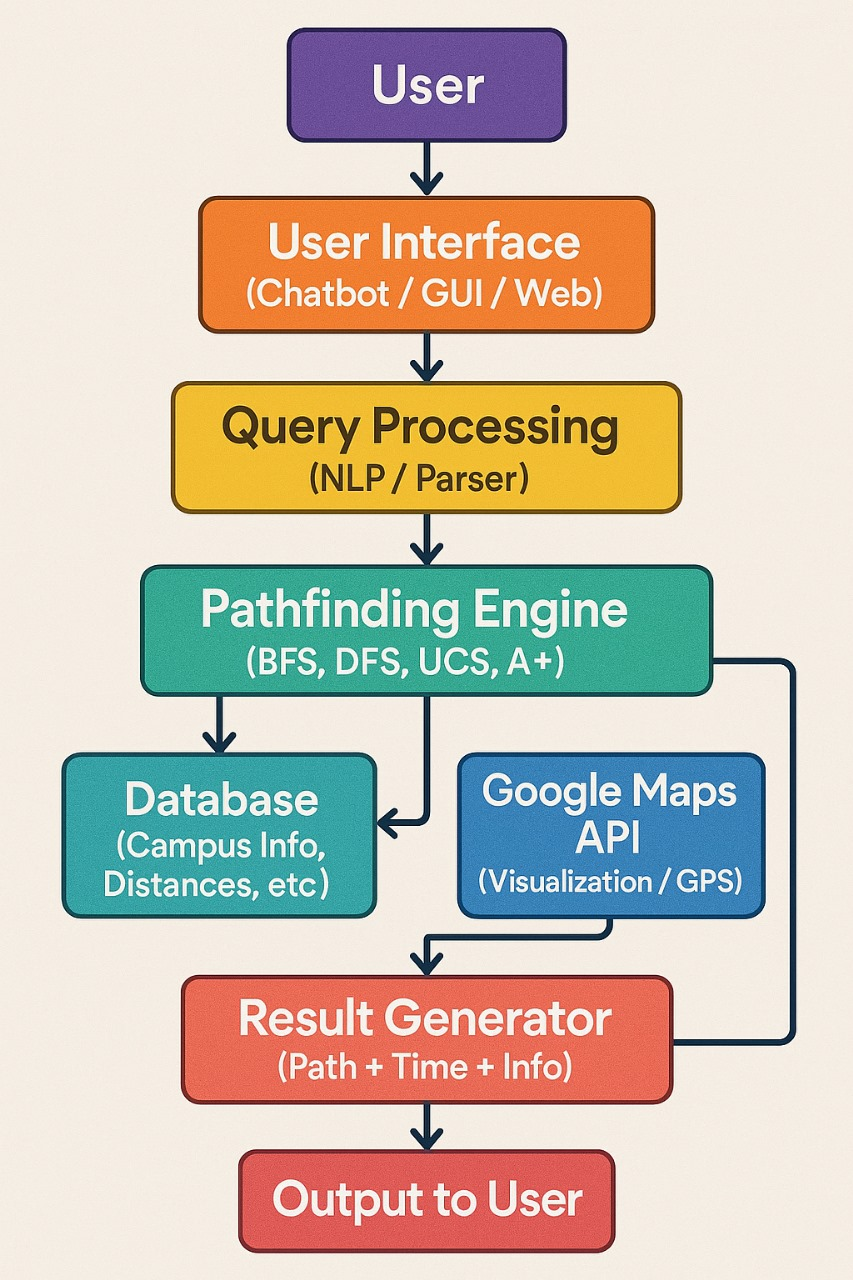 User
User Interface
(Chatbot / GUI / Web)
Query Processing
(NLP / Parser)
Pathfinding Engine
(BFS, DFS, UCS, A+)
Database
(Campus Info,
Distances, etc)
Google Maps
API
(Visualization / GPS)
Result Generator
(Path + Time + Info)
Output to User